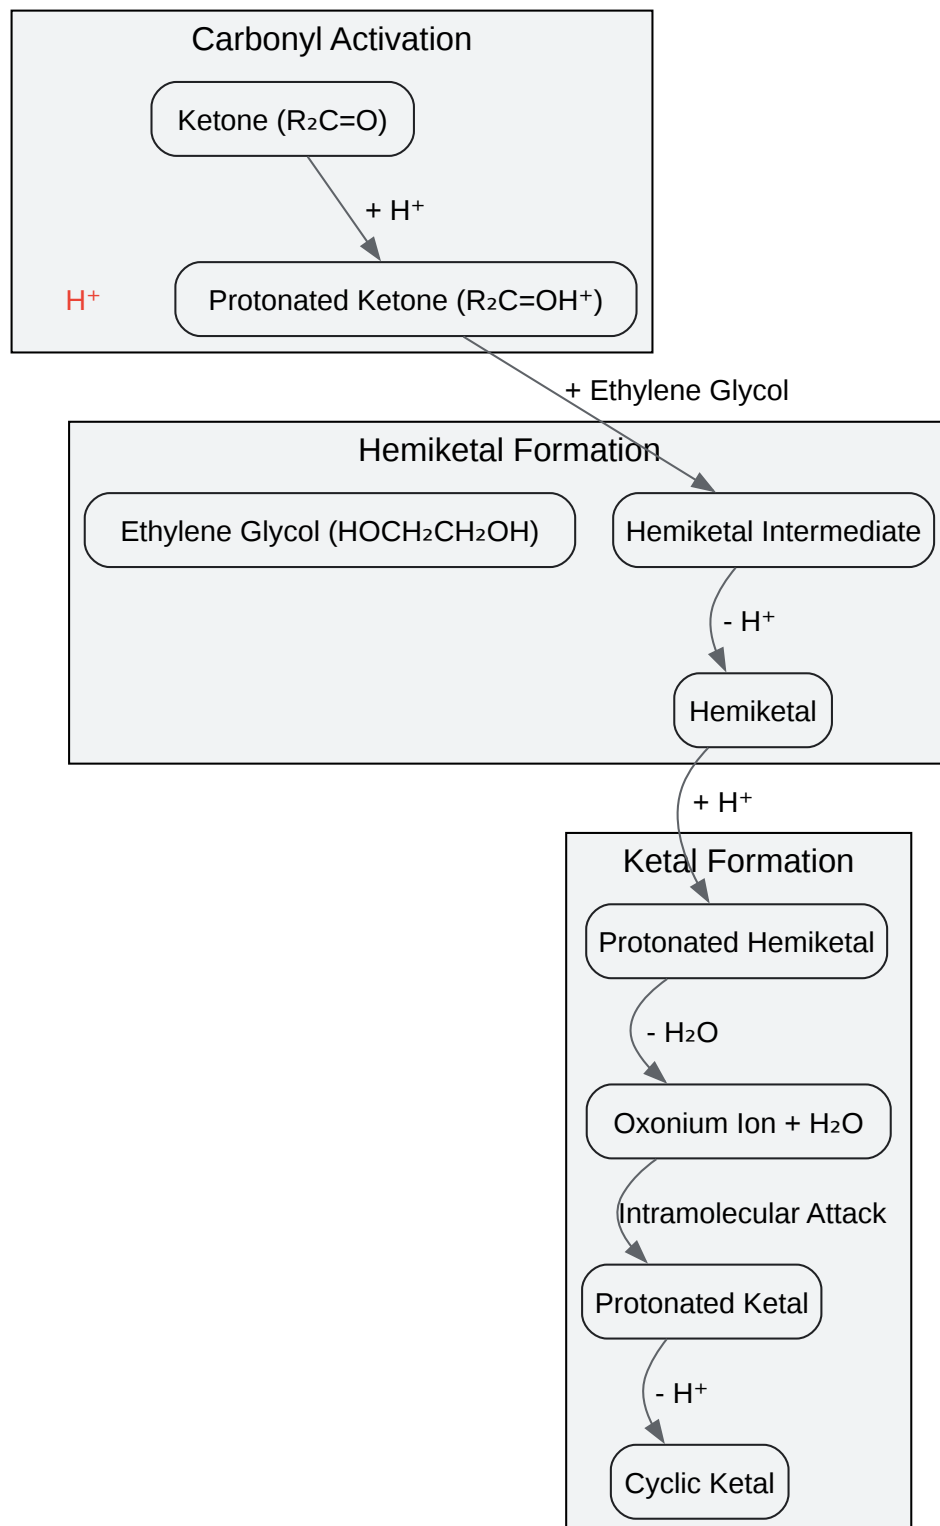 Carbonyl Activation
Ketone (R₂C=O)
+ H⁺
H⁺
Protonated Ketone (R₂C=OH⁺)
+ Ethylene Glycol
Hemiketal Formation
Ethylene Glycol (HOCH₂CH₂OH)
Hemiketal Intermediate
- H⁺
Hemiketal
+ H⁺
Ketal Formation
Protonated Hemiketal
- H₂O
Oxonium Ion + H₂O
Intramolecular Attack
Protonated Ketal
- H⁺
Cyclic Ketal